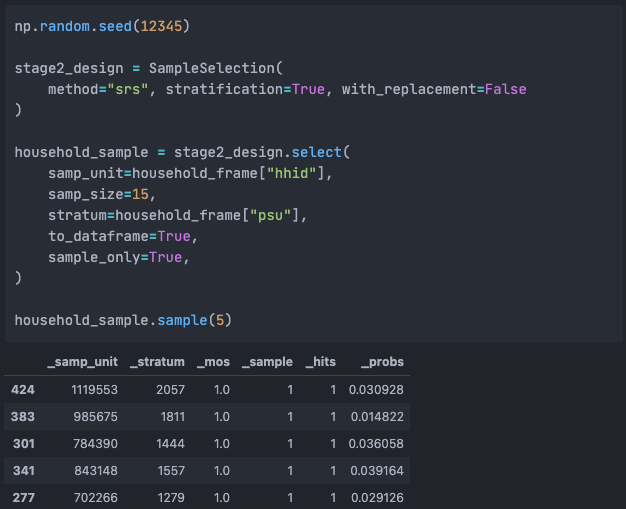 np.random.seed(12345)
stage2_design = SampleSelection(
    method="srs", stratification=True, with_replacement=False
)
household_sample = stage2_design.select(
    samp_unit=household_frame["hhid"],
    samp_size=15,
    stratum=household_frame["psu"],
    to_dataframe=True,
    sample_only=True,
)
household_sample.sample(5)
_samp_unit _stratum _mos _sample _hits _probs
424 1119553 2057 1.0 1 1 0.030928
383 985675 1811 1.0 1 1 0.014822
301 784390 1444 1.0 1 1 0.036058
341 843148 1557 1.0 1 1 0.039164
277 702266 1279 1.0 1 1 0.029126